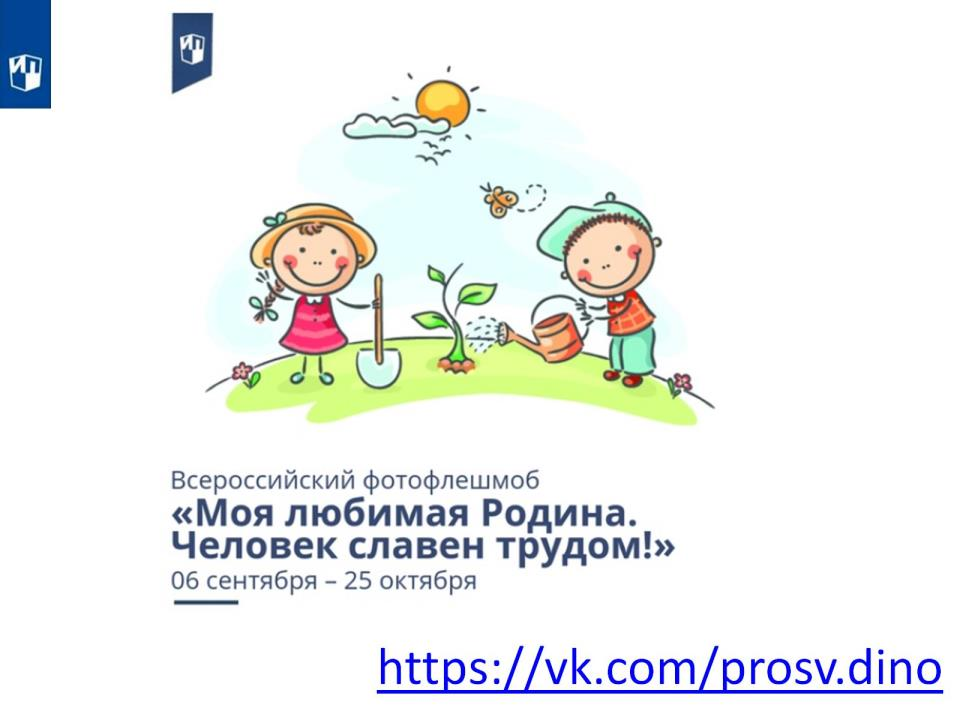 Всероссийский фотофлешмоб
«Моя любимая Родина.
Человек славен трудом!»
06 сентября – 25 октября
https://vk.com/prosv.dino